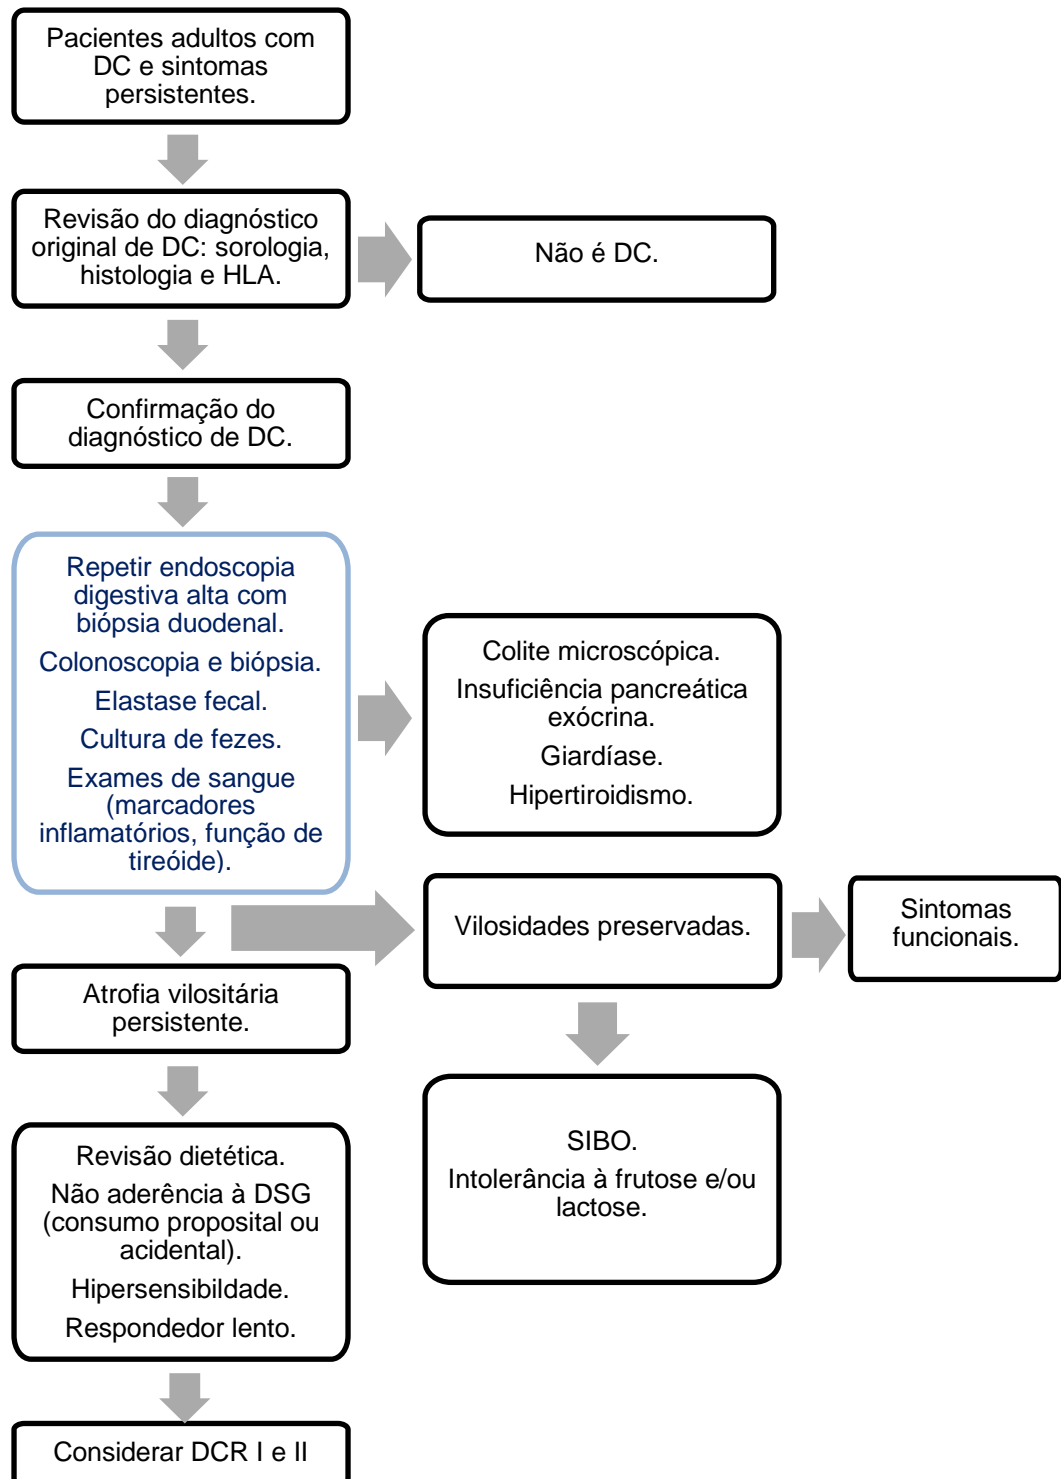 Pacientes adultos com
DC e sintomas
persistentes.
Revisão do diagnóstico
original de DC: sorologia,
histologia e HLA.
Não é DC.
Confirmação do
diagnóstico de DC.
Repetir endoscopia
digestiva alta com
biópsia duodenal.
Colonoscopia e biópsia.
Elastase fecal.
Cultura de fezes.
Exames de sangue
(marcadores
inflamatórios, função de
tireóide).
Colite microscópica.
Insuficiência pancreática
exócrina.
Giardíase.
Hipertiroidismo.
Vilosidades preservadas.
Sintomas
funcionais.
Atrofia vilositária
persistente.
SIBO.
Intolerância à frutose e/ou
lactose.
Revisão dietética.
Não aderência à DSG
(consumo proposital ou
acidental).
Hipersensibildade.
Respondedor lento.
Considerar DCR I e II